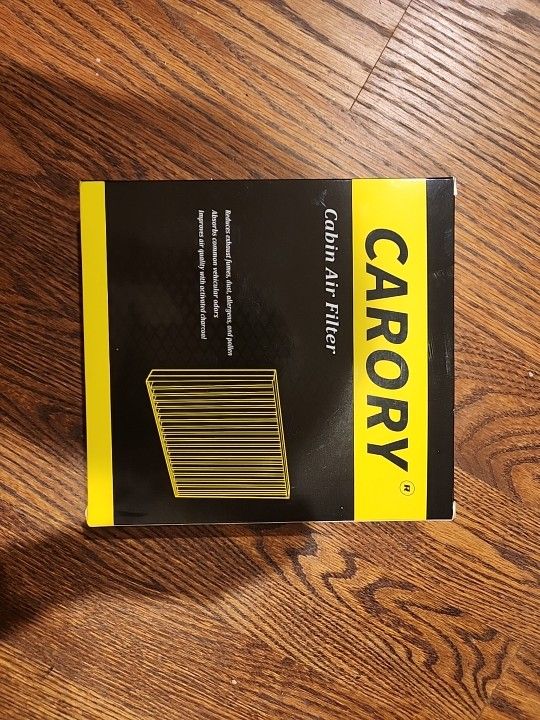 CARORY®
Cabin Air Filter
Reduces exhaust fumes, dust, allergens, and pollen
Absorbs common vehicular odors
Improves air quality with activated charcoal